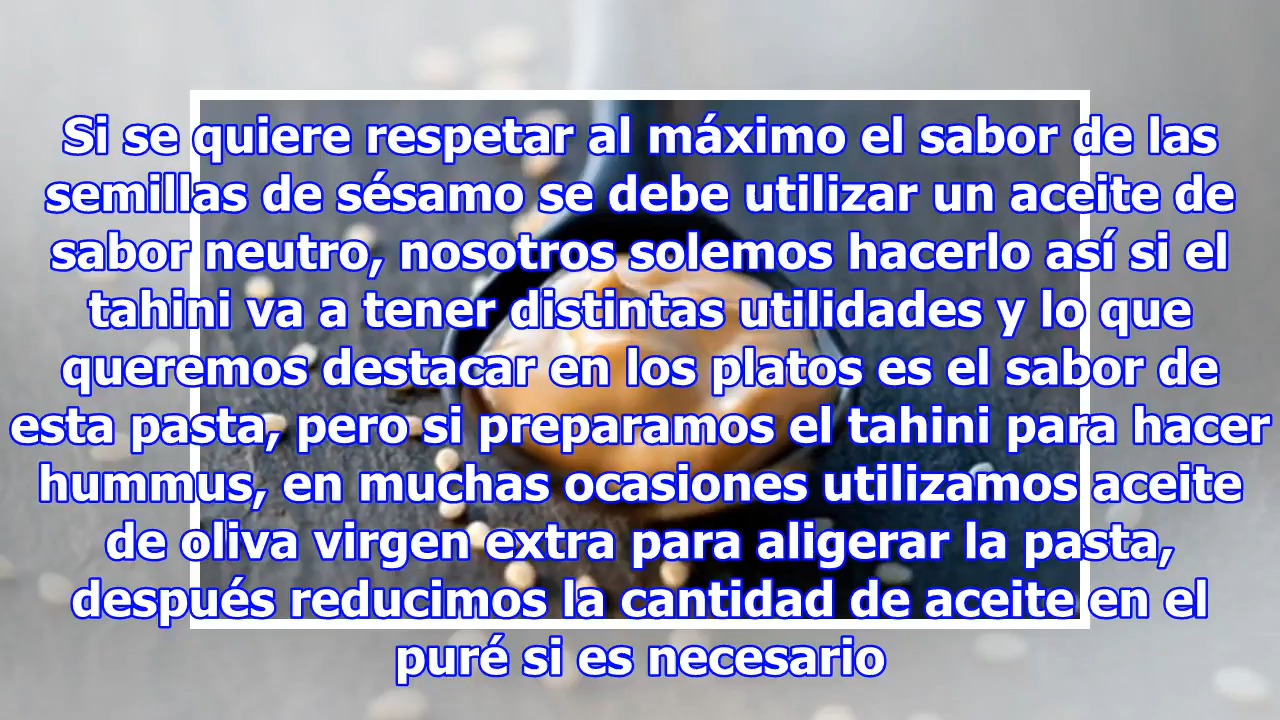 Si se quiere respetar al máximo el sabor de las
semillas de sésamo se debe utilizar un aceite de
sabor neutro, nosotros solemos hacerlo así si el
tahini va a tener distintas utilidades y lo que
queremos destacar en los platos es el sabor de
esta pasta, pero si preparamos el tahini para hacer
hummus, en muchas ocasiones utilizamos aceite
de oliva virgen extra para aligerar la pasta,
después reducimos la cantidad de aceite en el
puré si es necesario